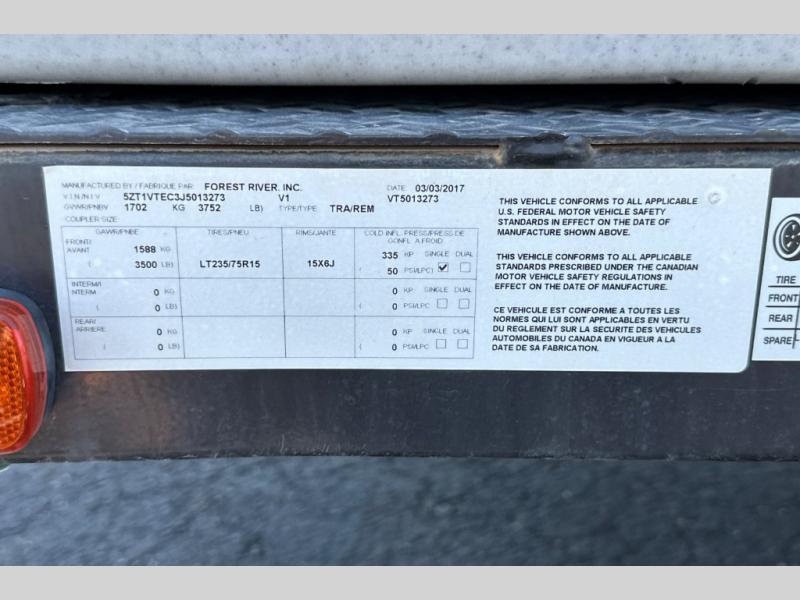 MANUFACTURED BY / FABRIQUE PAR FOREST RIVER, INC. DATE 03/03/2017
V.I.N/N.I.V 5ZT1VTEC3J5013273 V1 VT5013273
GVWR/PNBV 1702 KG 3752 LB) TYPE/TYPE TRA/REM
COUPLER SIZE
GAWR/PNBE TIRES/PNEU RIMS/JANTE COLD INFL. PRESS/PRESS DE GONFL. A FROID.
FRONT/ AVANT 1588 KG 335 KP SINGLE DUAL
( 3500 LB) LT235/75R15 15X6J ( 50 PSI/LPC)
INTERM/I NTERM 0 KG 0 KP SINGLE DUAL
( 0 LB) ( 0 PSI/LPC
REAR/ ARRIERE 0 KG 0 KP SINGLE DUAL
( 0 LB) ( 0 PSI/LPC
THIS VEHICLE CONFORMS TO ALL APPLICABLE
U.S. FEDERAL MOTOR VEHICLE SAFETY
STANDARDS IN EFFECT ON THE DATE OF
MANUFACTURE SHOWN ABOVE.
THIS VEHICLE CONFORMS TO ALL APPLICABLE
STANDARDS PRESCRIBED UNDER THE CANADIAN
MOTOR VEHICLE SAFETY REGULATIONS IN
EFFECT ON THE DATE OF MANUFACTURE.
CE VEHICULE EST CONFORME A TOUTES LES
NORMES QUI LUI SONT APPLICABLES EN VERTU
DU REGLEMENT SUR LA SECURITE DES VEHICULES
AUTOMOBILES DU CANADA EN VIGUEUR A LA
DATE DE SA FABRICATION.
TIRE
FRONT
REAR
SPARE